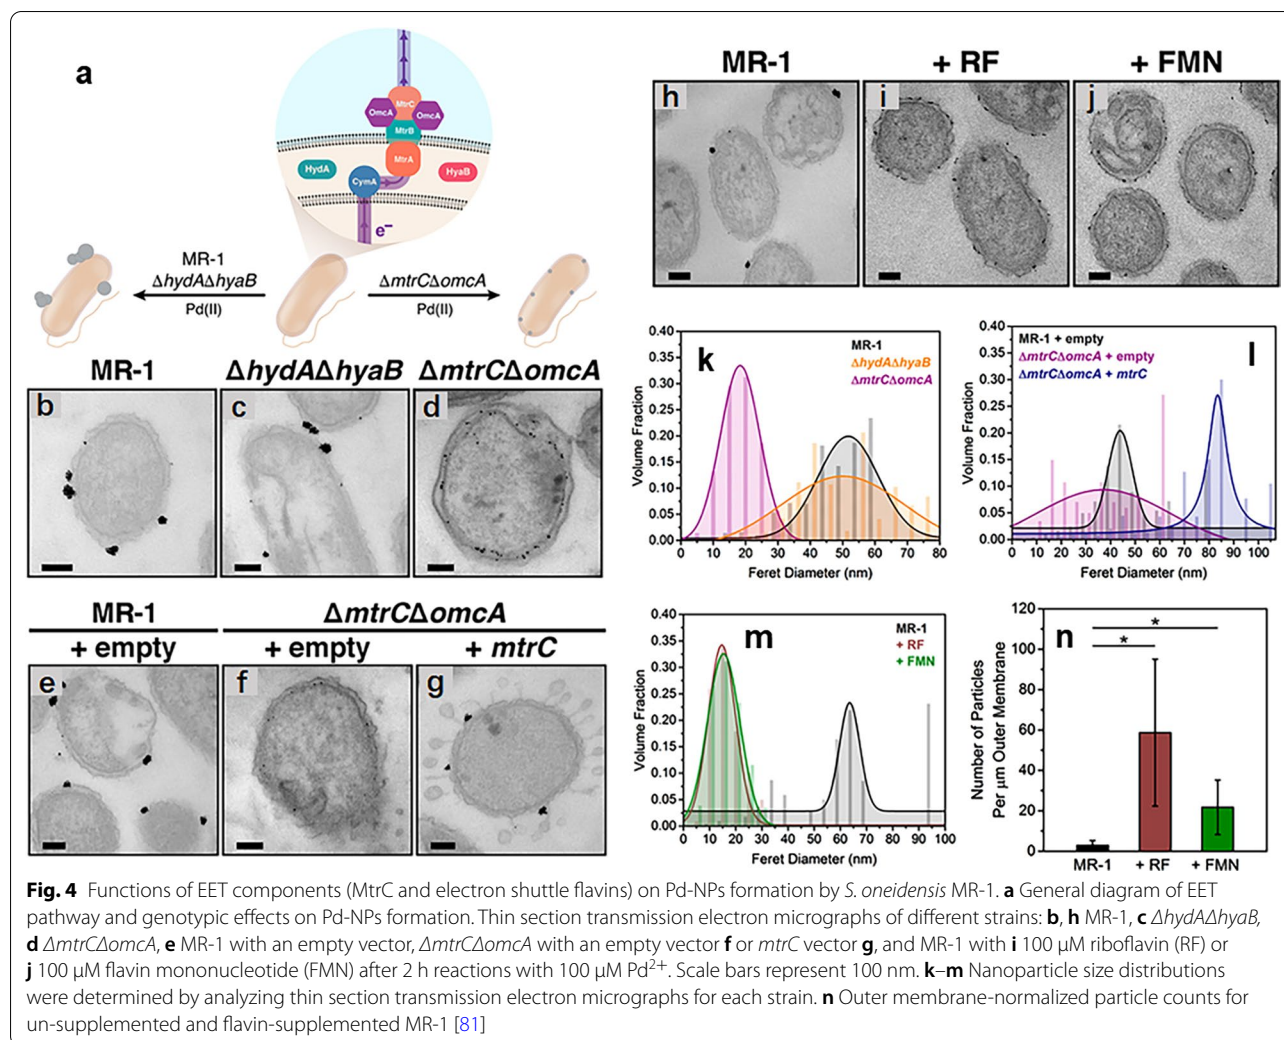 a
MtrC
OmcA
OmcA
MtrB
MtrA
HydA
HyaB
CymA
e⁻
MR-1
ΔhydAΔhyaB
Pd(II)
ΔmtrCΔomcA
Pd(II)
MR-1
ΔhydAΔhyaB
ΔmtrCΔomcA
b
c
d
MR-1
ΔmtrCΔomcA
+ empty
+ empty
+ mtrC
e
f
g
MR-1
+ RF
+ FMN
h
i
j
k
MR-1
ΔhydAΔhyaB
ΔmtrCΔomcA
Volume Fraction
0.40
0.35
0.30
0.25
0.20
0.15
0.10
0.05
0.00
0 10 20 30 40 50 60 70 80
Feret Diameter (nm)
l
MR-1 + empty
ΔmtrCΔomcA + empty
ΔmtrCΔomcA + mtrC
Volume Fraction
0.40
0.35
0.30
0.25
0.20
0.15
0.10
0.05
0.00
0 10 20 30 40 50 60 70 80 90 100
Feret Diameter (nm)
m
MR-1
+ RF
+ FMN
Volume Fraction
0.40
0.35
0.30
0.25
0.20
0.15
0.10
0.05
0.00
0 10 20 30 40 50 60 70 80 90 100
Feret Diameter (nm)
n
*
*
Number of Particles
Per μm Outer Membrane
120
100
80
60
40
20
0
MR-1 + RF + FMN
Fig. 4 Functions of EET components (MtrC and electron shuttle flavins) on Pd-NPs formation by S. oneidensis MR-1. a General diagram of EET
pathway and genotypic effects on Pd-NPs formation. Thin section transmission electron micrographs of different strains: b, h MR-1, c ΔhydAΔhyaB,
d ΔmtrCΔomcA, e MR-1 with an empty vector, ΔmtrCΔomcA with an empty vector f or mtrC vector g, and MR-1 with i 100 μM riboflavin (RF) or
j 100 μM flavin mononucleotide (FMN) after 2 h reactions with 100 μM Pd²⁺. Scale bars represent 100 nm. k–m Nanoparticle size distributions
were determined by analyzing thin section transmission electron micrographs for each strain. n Outer membrane-normalized particle counts for
un-supplemented and flavin-supplemented MR-1 [81]